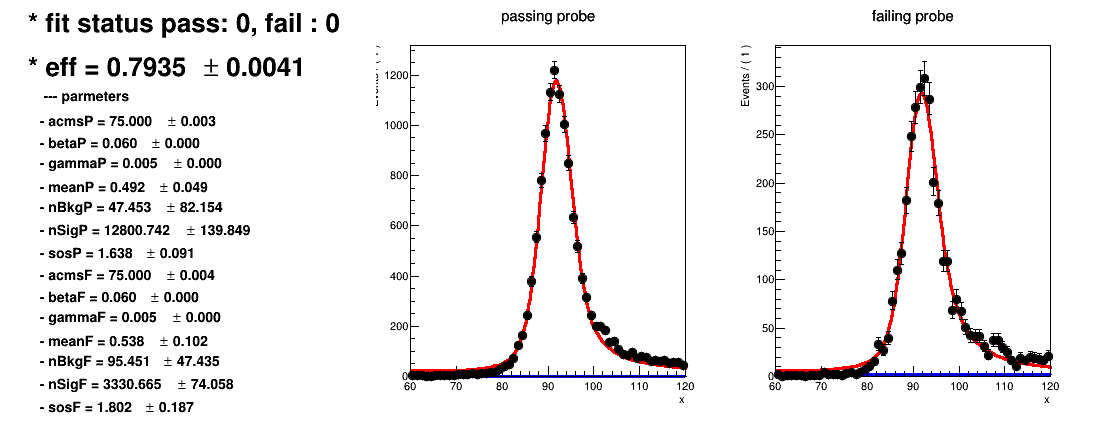 * fit status pass: 0, fail : 0
* eff = 0.7935 ± 0.0041
--- parmeters
- acmsP = 75.000 ± 0.003
- betaP = 0.060 ± 0.000
- gammaP = 0.005 ± 0.000
- meanP = 0.492 ± 0.049
- nBkgP = 47.453 ± 82.154
- nSigP = 12800.742 ± 139.849
- sosP = 1.638 ± 0.091
- acmsF = 75.000 ± 0.004
- betaF = 0.060 ± 0.000
- gammaF = 0.005 ± 0.000
- meanF = 0.538 ± 0.102
- nBkgF = 95.451 ± 47.435
- nSigF = 3330.665 ± 74.058
- sosF = 1.802 ± 0.187
passing probe
1200
1000
800
600
400
200
0
60 70 80 90 100 110 120
x
failing probe
Events / ( 1 )
300
250
200
150
100
50
0
60 70 80 90 100 110 120
x